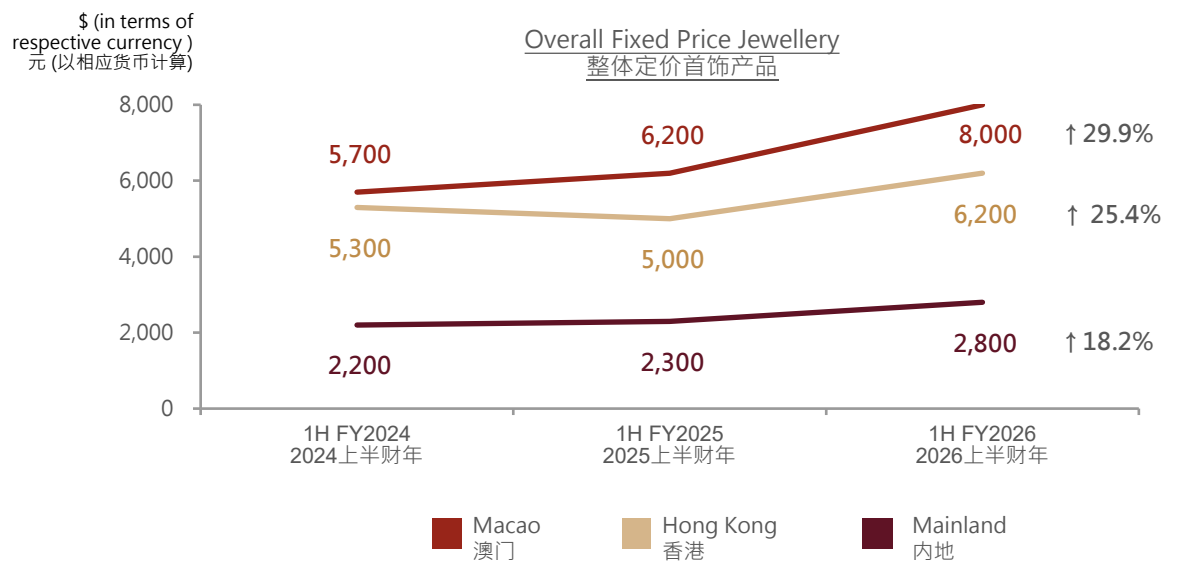 $ (in terms of
respective currency )
元 (以相应货币计算)
Overall Fixed Price Jewellery
整体定价首饰产品
8,000
6,000
4,000
2,000
0
5,700
6,200
8,000
↑ 29.9%
5,300
5,000
6,200
↑ 25.4%
2,200
2,300
2,800
↑ 18.2%
1H FY2024
2024上半财年
1H FY2025
2025上半财年
1H FY2026
2026上半财年
Macao
澳门
Hong Kong
香港
Mainland
内地